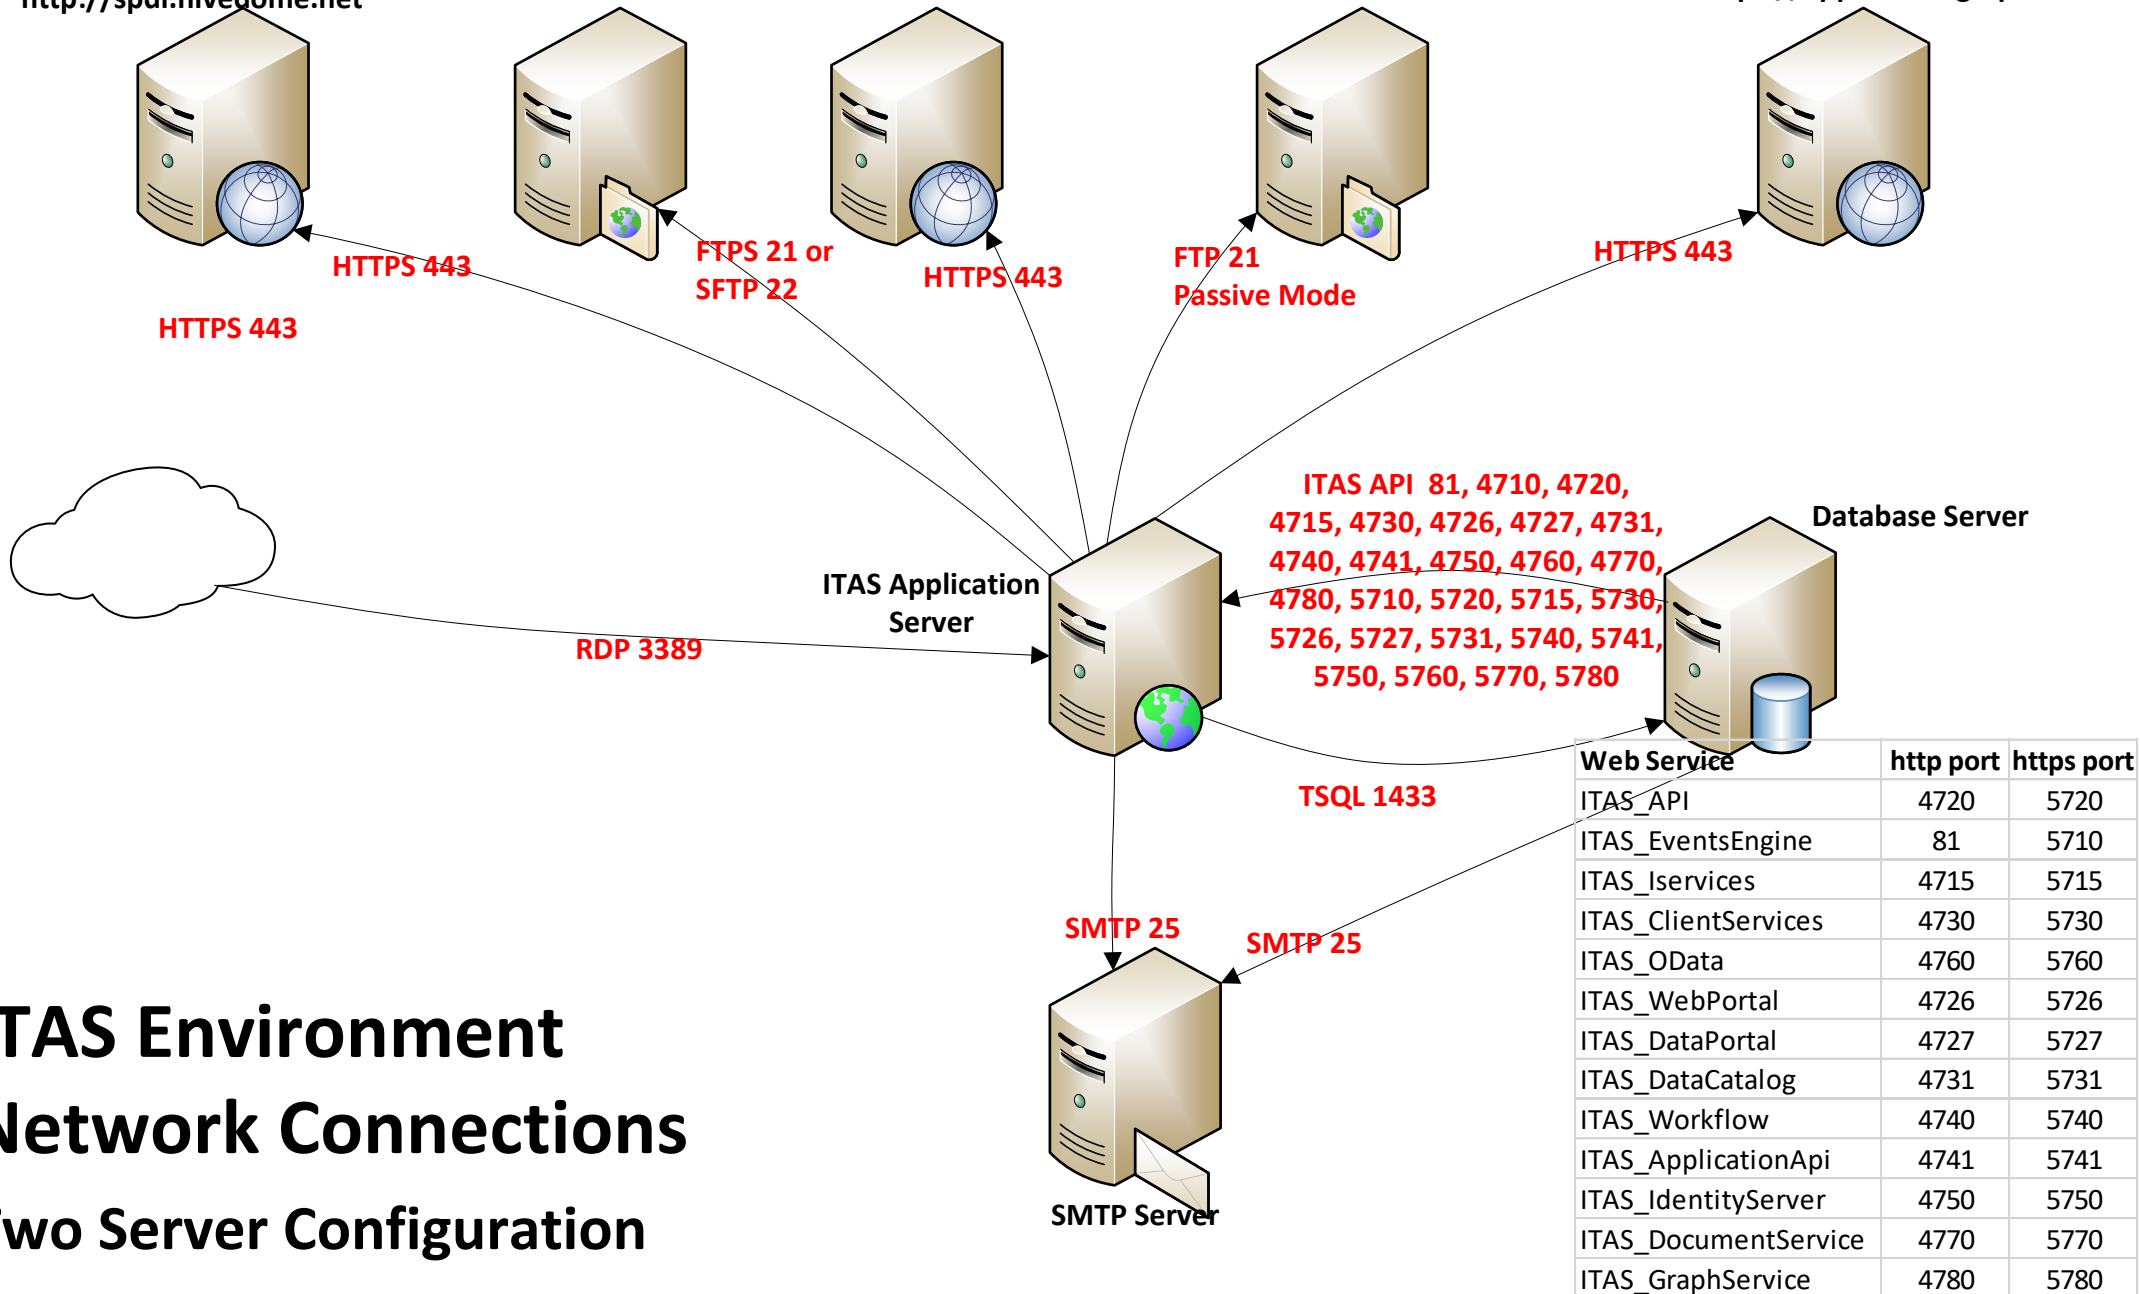 HTTPS 443
FTPS 21 or
SFTP 22
HTTPS 443
FTP 21
Passive Mode
HTTPS 443
HTTPS 443
ITAS API  81, 4710, 4720,
4715, 4730, 4726, 4727, 4731,
4740, 4741, 4750, 4760, 4770,
4780, 5710, 5720, 5715, 5730,
5726, 5727, 5731, 5740, 5741,
5750, 5760, 5770, 5780
Database Server
ITAS Application
Server
RDP 3389
TSQL 1433
SMTP 25
SMTP 25
SMTP Server
TAS Environment
Network Connections
Two Server Configuration
Web Service http port https port
ITAS_API 4720 5720
ITAS_EventsEngine 81 5710
ITAS_Iservices 4715 5715
ITAS_ClientServices 4730 5730
ITAS_OData 4760 5760
ITAS_WebPortal 4726 5726
ITAS_DataPortal 4727 5727
ITAS_DataCatalog 4731 5731
ITAS_Workflow 4740 5740
ITAS_ApplicationApi 4741 5741
ITAS_IdentityServer 4750 5750
ITAS_DocumentService 4770 5770
ITAS_GraphService 4780 5780